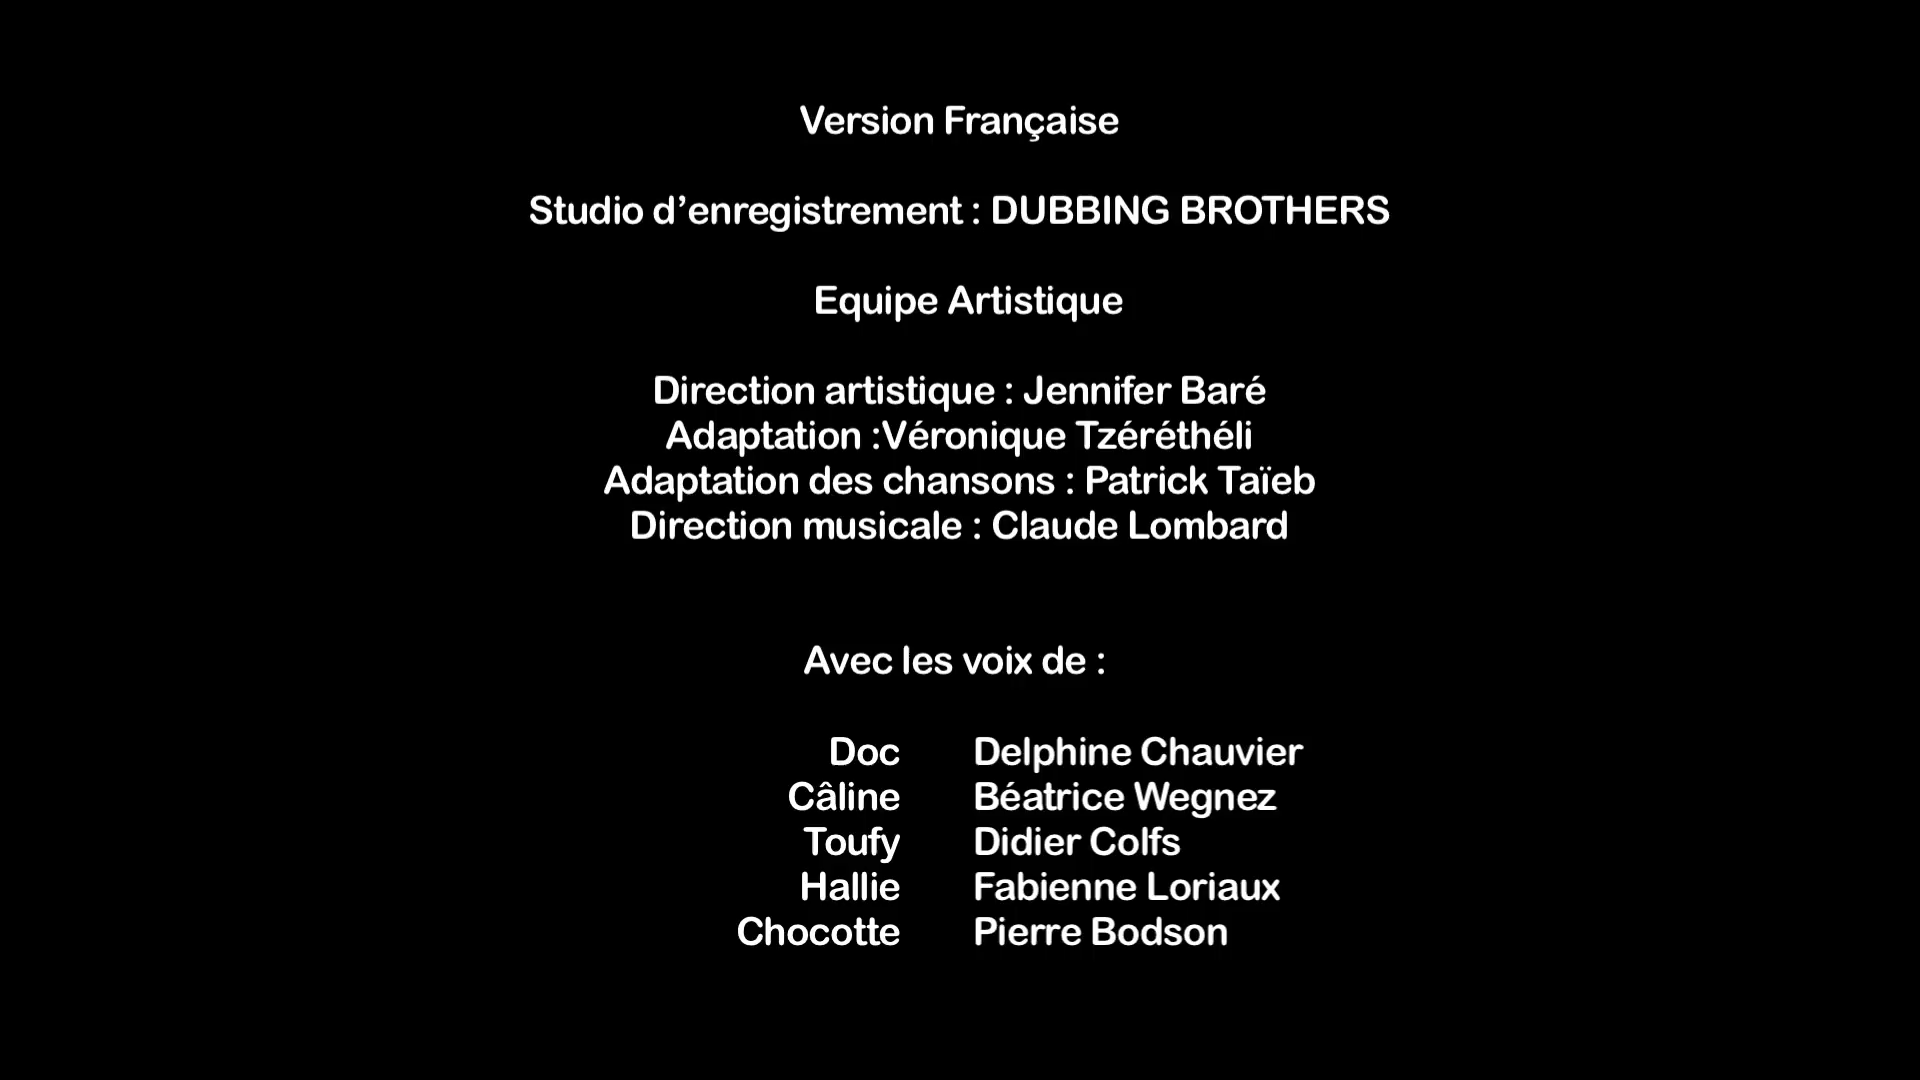 Version Française
Studio d’enregistrement : DUBBING BROTHERS
Equipe Artistique
Direction artistique : Jennifer Baré
Adaptation :Véronique Tzéréthéli
Adaptation des chansons : Patrick Taïeb
Direction musicale : Claude Lombard
Avec les voix de :
Doc Delphine Chauvier
Câline Béatrice Wegnez
Toufy Didier Colfs
Hallie Fabienne Loriaux
Chocotte Pierre Bodson